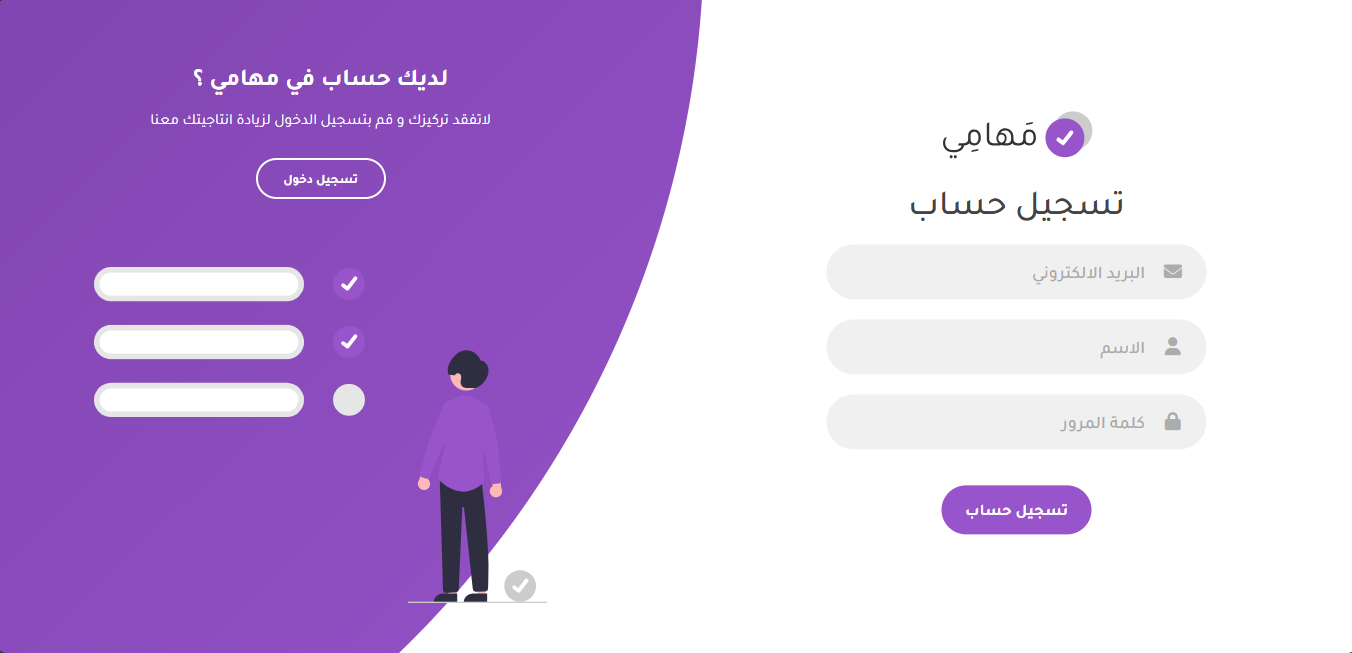 مَهامِي
تسجيل حساب
البريد الالكتروني
الاسم
كلمة المرور
تسجيل حساب
لديك حساب في مهامي ؟
لاتفقد تركيزك و قم بتسجيل الدخول لزيادة انتاجيتك معنا
تسجيل دخول